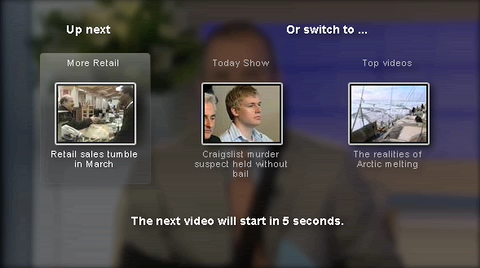 Up next
Or switch to ...
More Retail
Today Show
Top videos
Retail sales tumble
in March
Craigslist murder
suspect held without
bail
The realities of
Arctic melting
The next video will start in 5 seconds.